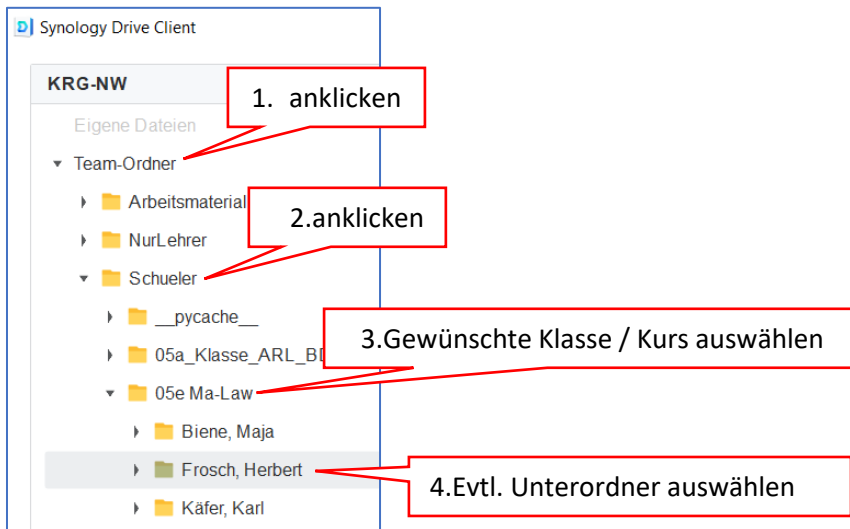 Synology Drive Client
KRG-NW
1. anklicken
Eigene Dateien
Team-Ordner
Arbeitsmaterial
2.anklicken
NurLehrer
Schueler
__pycache__
3.Gewünschte Klasse / Kurs auswählen
05a_Klasse_ARL_
05e Ma-Law
Biene, Maja
Frosch, Herbert
4.Evtl. Unterordner auswählen
Käfer, Karl